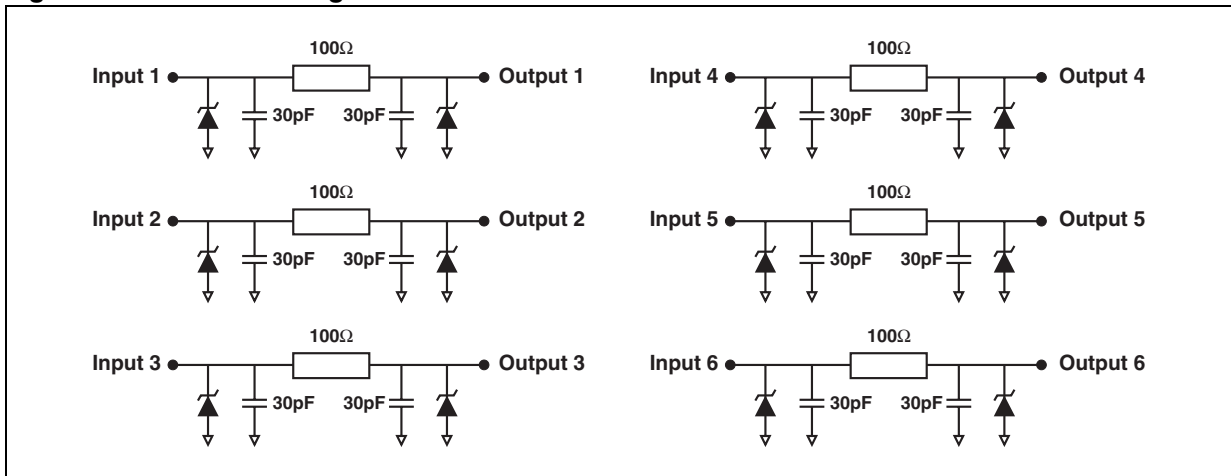 100Ω
Input 1 Output 1
30pF 30pF
100Ω
Input 4 Output 4
30pF 30pF
100Ω
Input 2 Output 2
30pF 30pF
100Ω
Input 5 Output 5
30pF 30pF
100Ω
Input 3 Output 3
30pF 30pF
100Ω
Input 6 Output 6
30pF 30pF